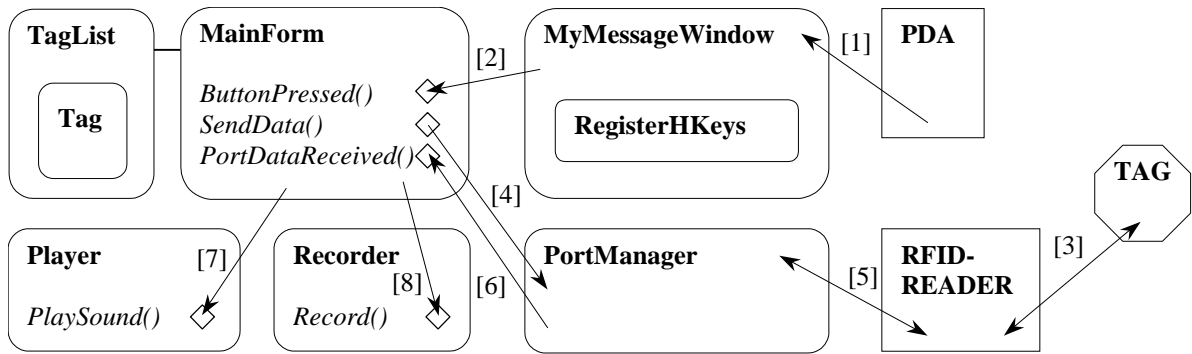 TagList
Tag
MainForm
ButtonPressed()
SendData()
PortDataReceived()
[2]
MyMessageWindow
RegisterHKeys
[1]
PDA
TAG
[4]
[3]
Player
PlaySound()
[7]
Recorder
Record()
[8]
[6]
PortManager
[5]
RFID-
READER